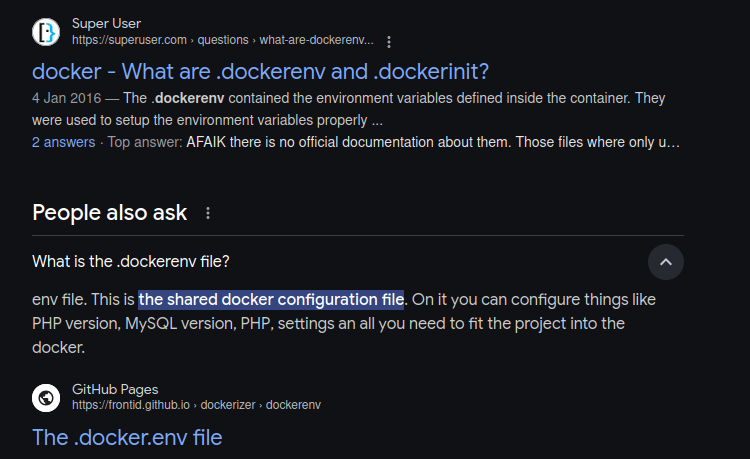 Super User
https://superuser.com › questions › what-are-dockerenv...
docker - What are .dockerenv and .dockerinit?
4 Jan 2016 — The .dockerenv contained the environment variables defined inside the container. They
were used to setup the environment variables properly ...
2 answers · Top answer: AFAIK there is no official documentation about them. Those files where only u...
People also ask
What is the .dockerenv file?
env file. This is the shared docker configuration file. On it you can configure things like
PHP version, MySQL version, PHP, settings an all you need to fit the project into the
docker.
GitHub Pages
https://frontid.github.io › dockerizer › dockerenv
The .docker.env file